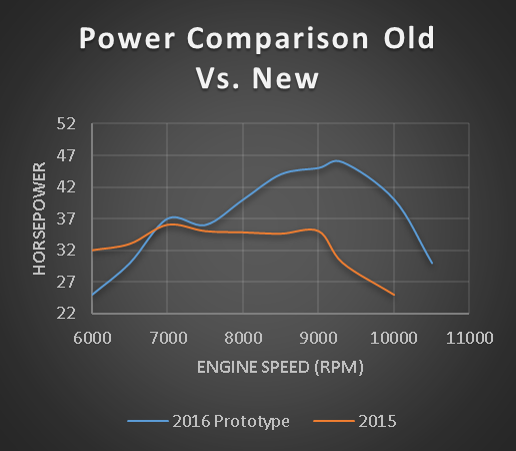 Power Comparison Old
Vs. New
52
47
42
37
32
27
22
HORSEPOWER
6000 7000 8000 9000 10000 11000
ENGINE SPEED (RPM)
2016 Prototype 2015